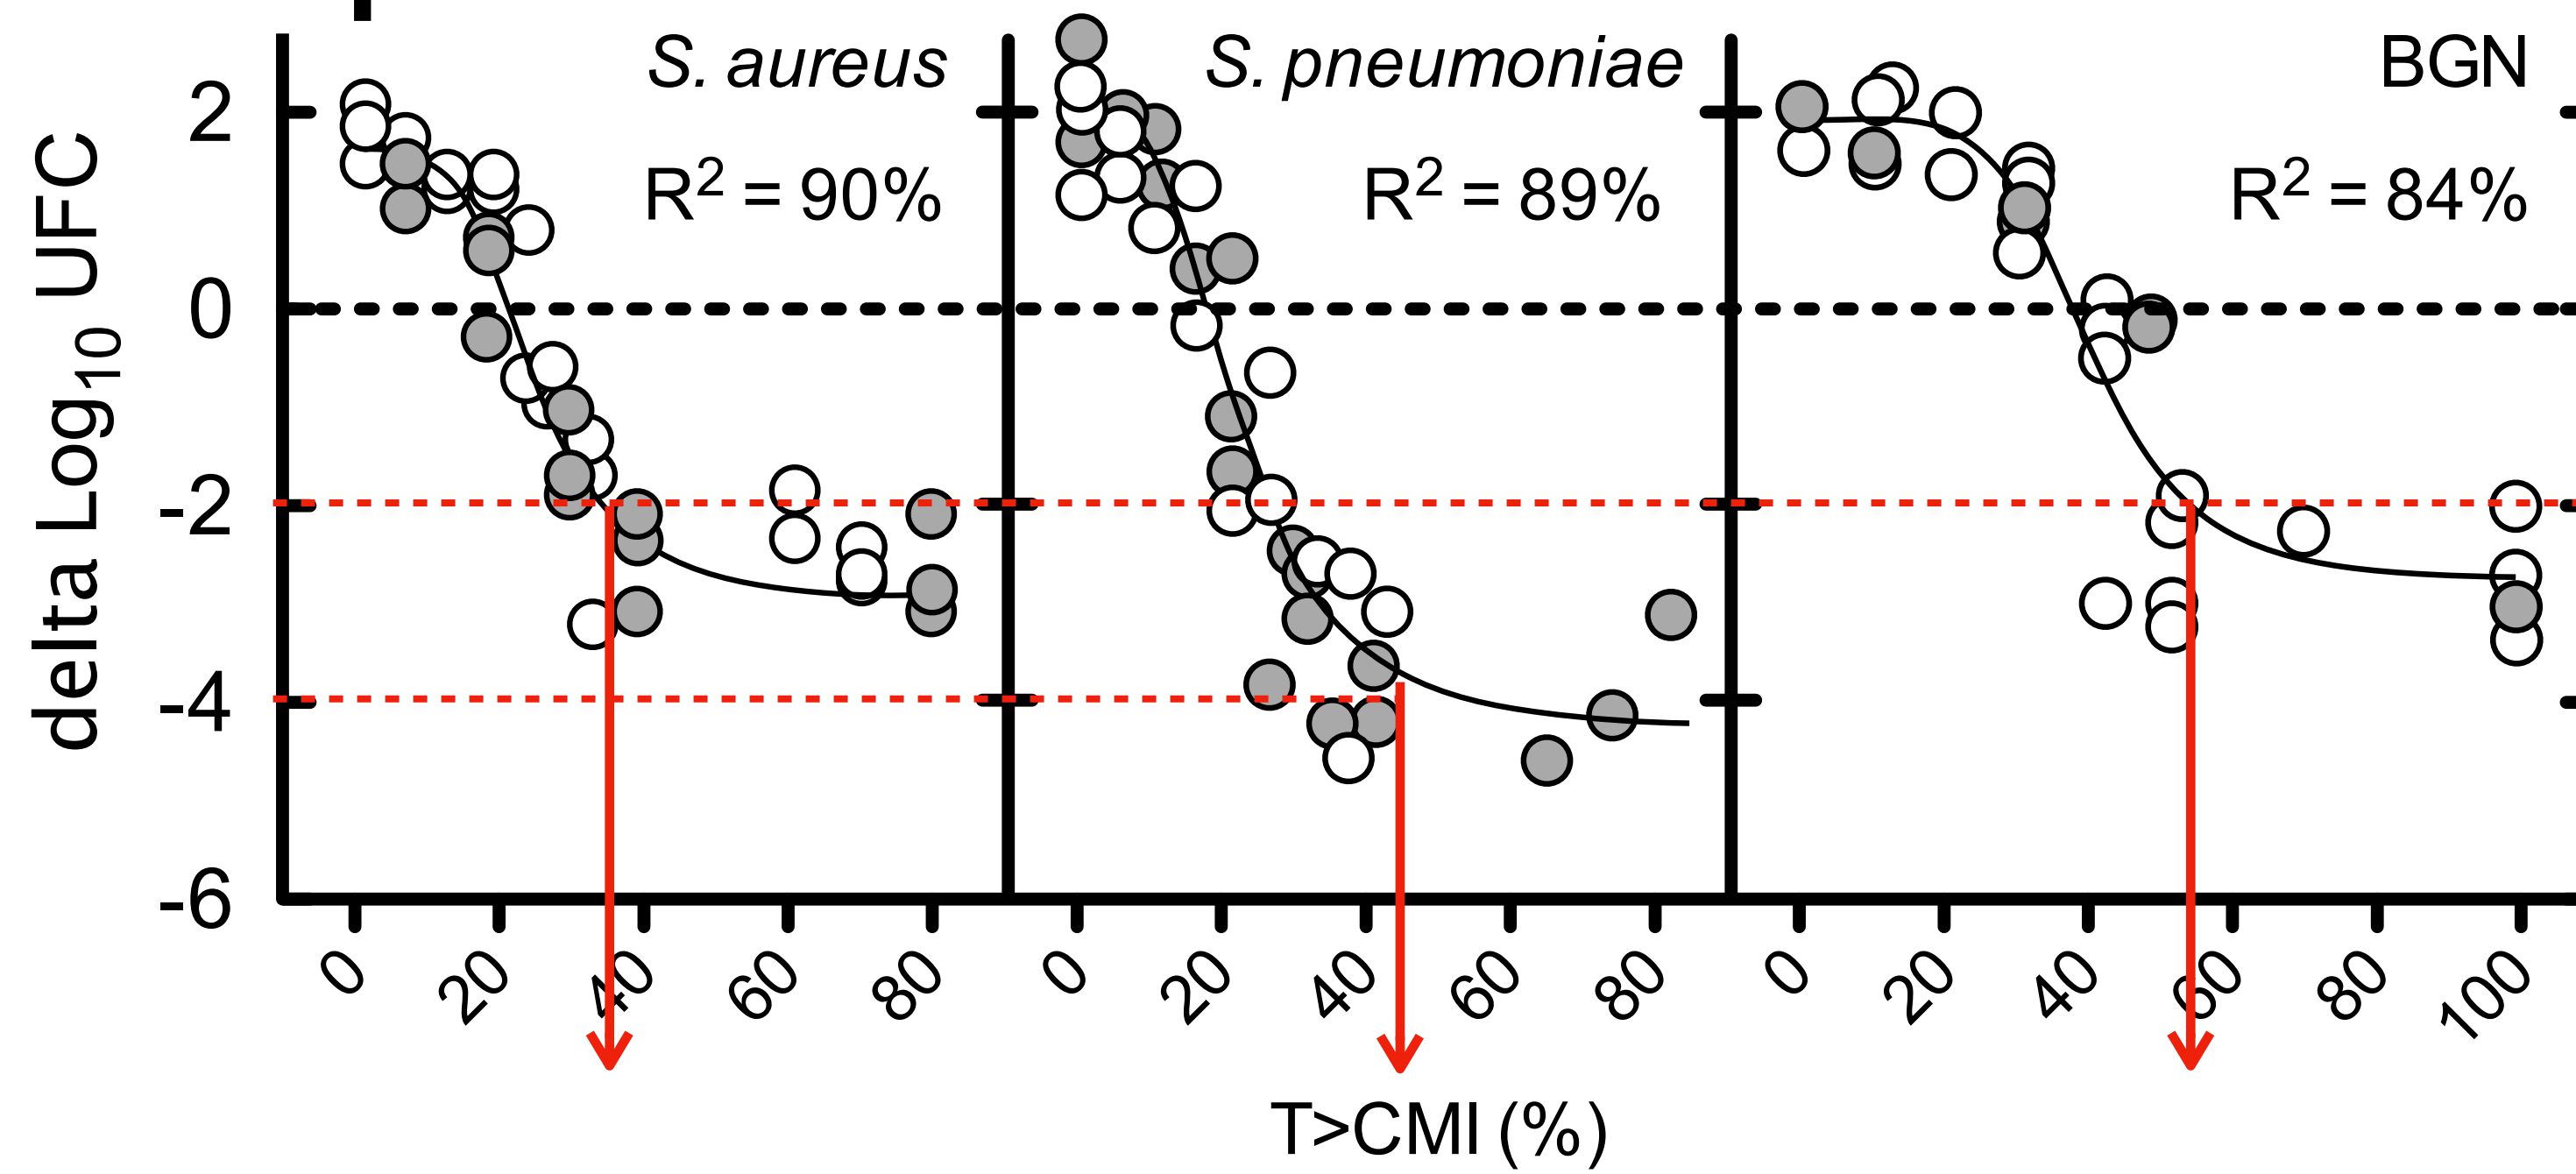 S. aureus
R² = 90%
S. pneumoniae
R² = 89%
BGN
R² = 84%
delta Log₁₀ UFC
2
0
-2
-4
-6
0 20 40 60 80
0 20 40 60 80
0 20 40 60 80 100
T>CMI (%)